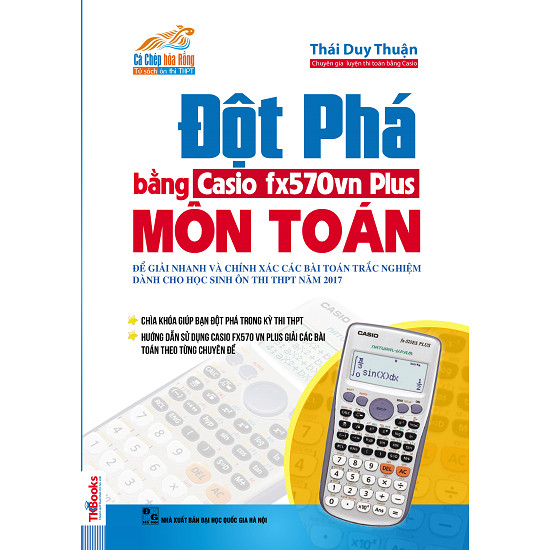 Cá Chép hóa Rồng
Tủ sách ôn thi THPT
Thái Duy Thuận
Chuyên gia luyện thi toán bằng Casio
Đột Phá
bằng Casio fx570vn Plus
MÔN TOÁN
ĐỂ GIẢI NHANH VÀ CHÍNH XÁC CÁC BÀI TOÁN TRẮC NGHIỆM
DÀNH CHO HỌC SINH ÔN THI THPT NĂM 2017
CHÌA KHÓA GIÚP BẠN ĐỘT PHÁ TRONG KỲ THI THPT
HƯỚNG DẪN SỬ DỤNG CASIO FX570 VN PLUS GIẢI CÁC BÀI
TOÁN THEO TỪNG CHUYÊN ĐỀ
CASIO
NATURAL-V.P.A.M.
sin(X)dx
DEL AC
MCBooks
NHÀ XUẤT BẢN ĐẠI HỌC QUỐC GIA HÀ NỘI